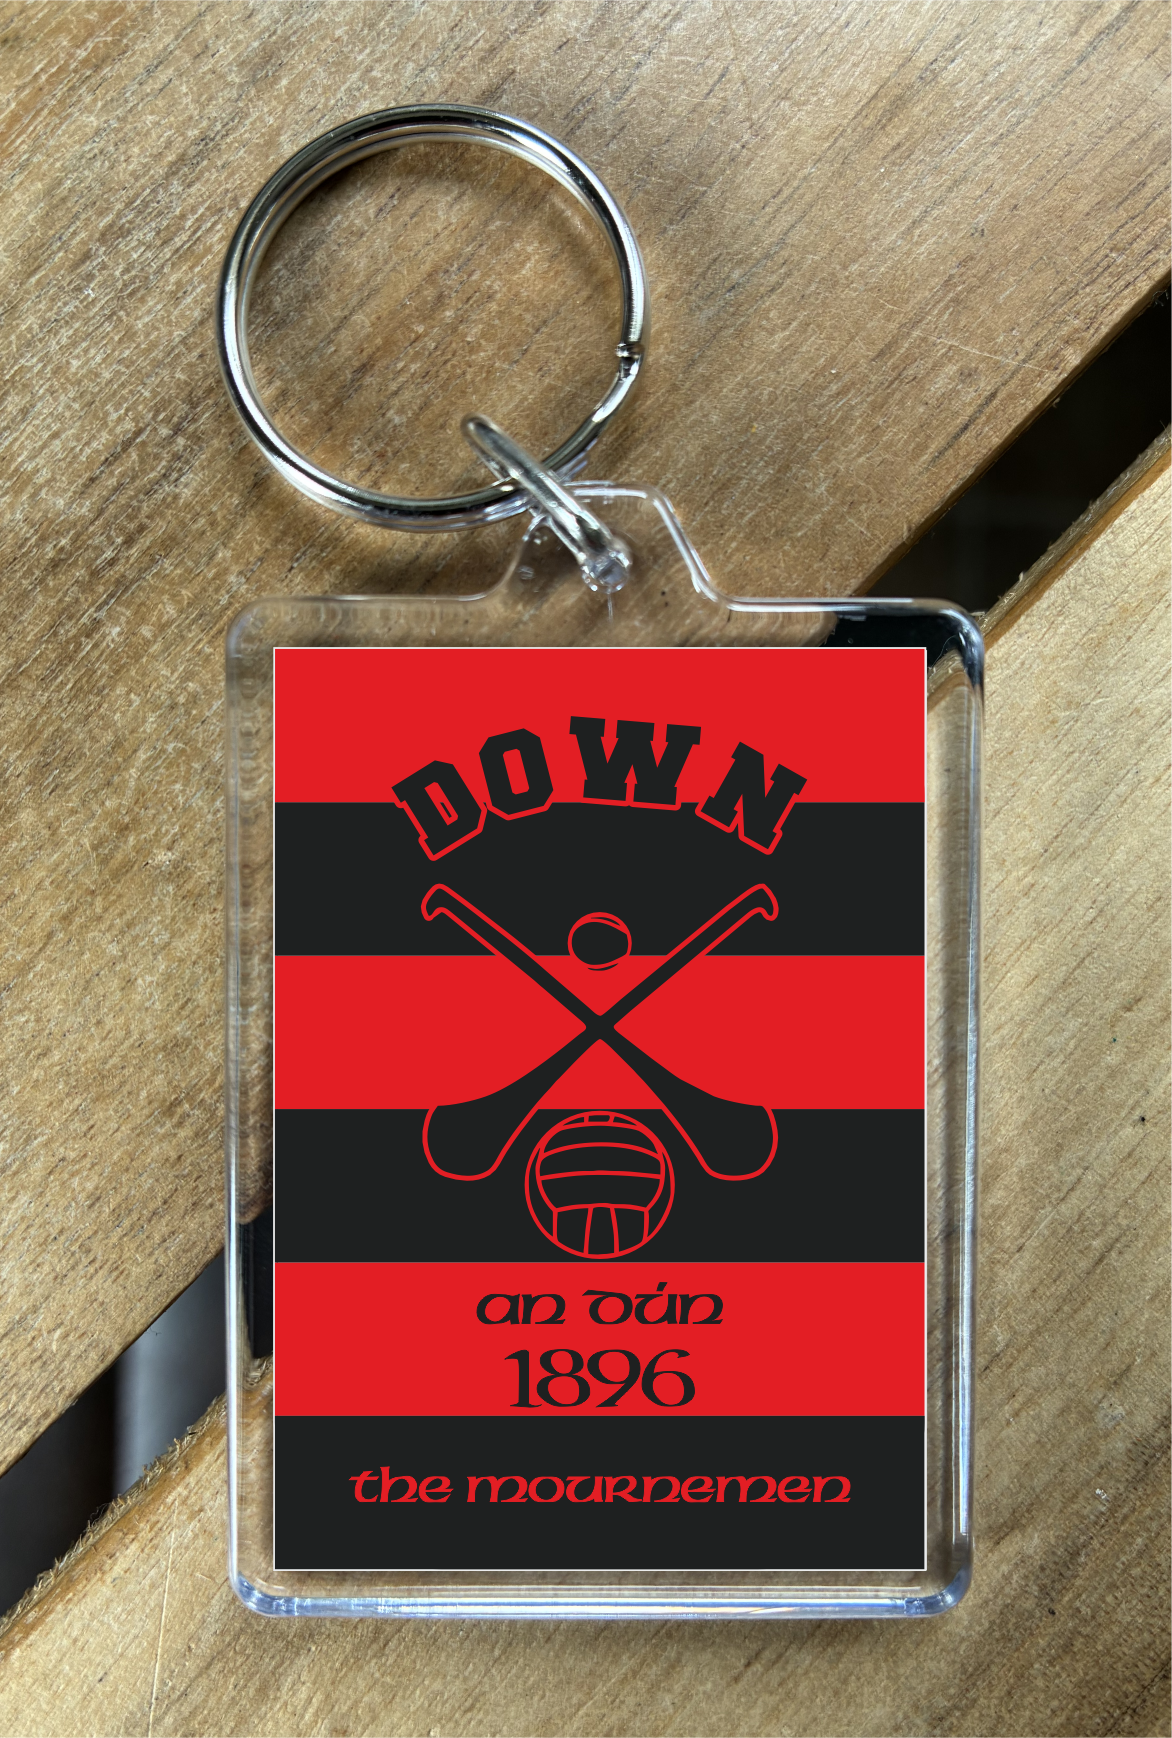 DOWN
an dún
1896
the mournemen